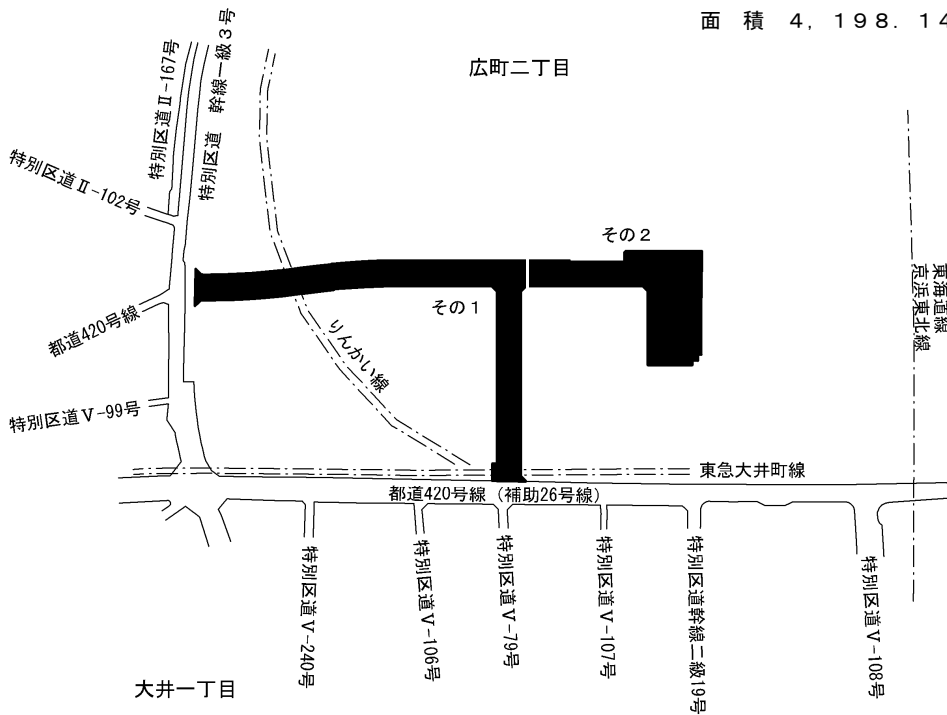 面 積 ４，１９８．１４
広町二丁目
特別区道Ⅱ-167号
特別区道 幹線一級３号
特別区道Ⅱ-102号
その２
その１
都道420号線
りんかい線
東海道線
京浜東北線
特別区道Ⅴ-99号
東急大井町線
都道420号線（補助26号線）
特別区道Ⅴ-240号
特別区道Ⅴ-106号
特別区道Ⅴ-79号
特別区道Ⅴ-107号
特別区道幹線二級19号
特別区道Ⅴ-108号
大井一丁目